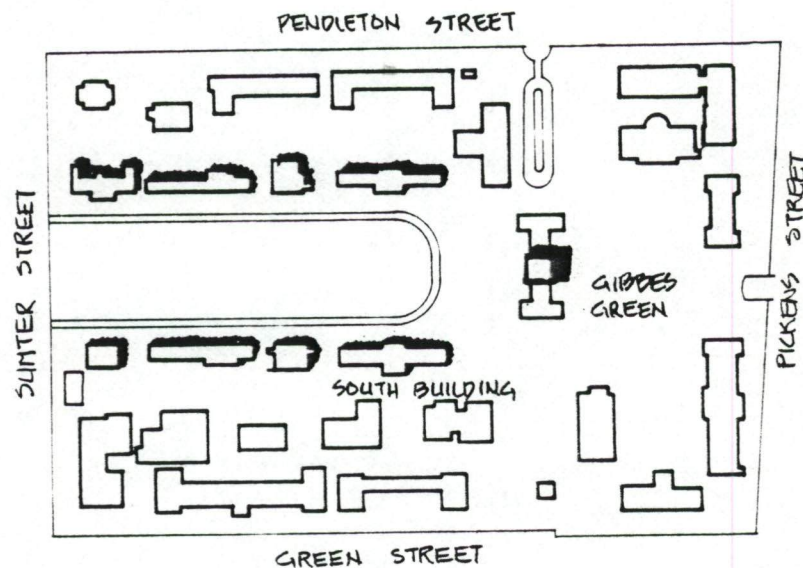 PENDLETON STREET
SUMTER STREET
GIBBES
GREEN
PICKENS STREET
SOUTH BUILDING
GREEN STREET